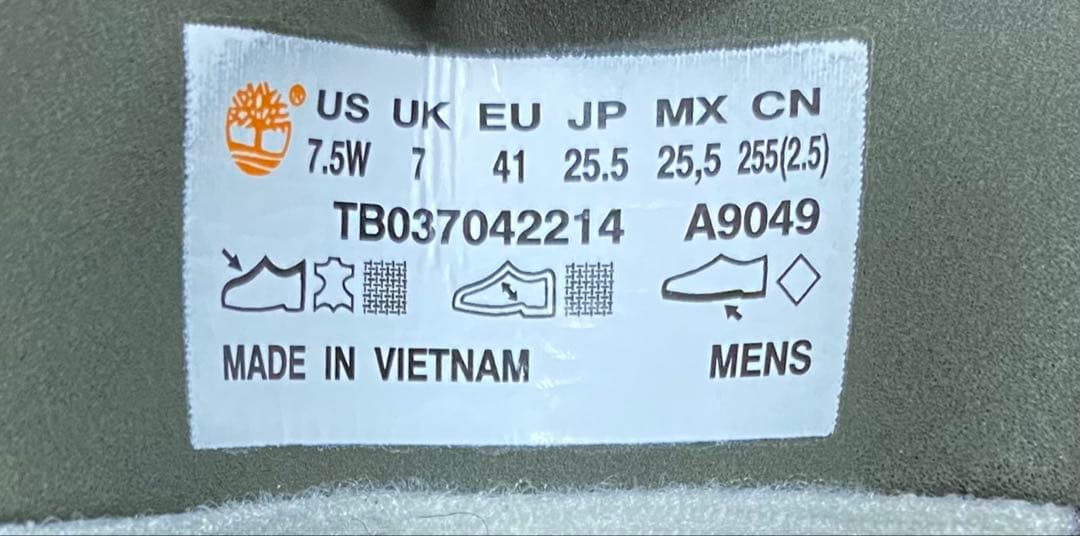 ® US UK EU JP MX CN
7.5W 7 41 25.5 25,5 255(2.5)
TB037042214 A9049
MADE IN VIETNAM MENS